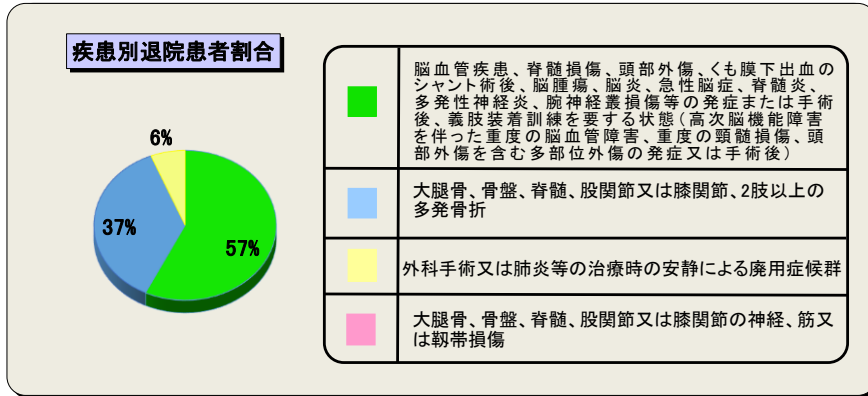 疾患別退院患者割合
6%
37%
57%
脳血管疾患、脊髄損傷、頭部外傷、くも膜下出血の
シャント術後、脳腫瘍、脳炎、急性脳症、脊髄炎、
多発性神経炎、腕神経叢損傷等の発症または手術
後、義肢装着訓練を要する状態(高次脳機能障害
を伴った重度の脳血管障害、重度の頸髄損傷、頭
部外傷を含む多部位外傷の発症又は手術後)
大腿骨、骨盤、脊髄、股関節又は膝関節、2肢以上の
多発骨折
外科手術又は肺炎等の治療時の安静による廃用症候群
大腿骨、骨盤、脊髄、股関節又は膝関節の神経、筋又
は靱帯損傷